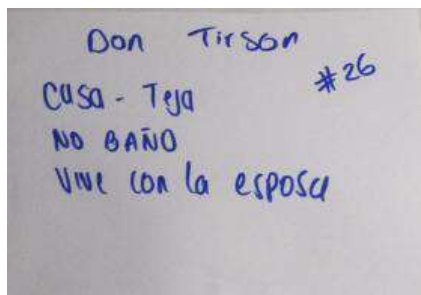 Don Tirson
#26
Casa - Teja
NO BAÑO
Vive con la esposa